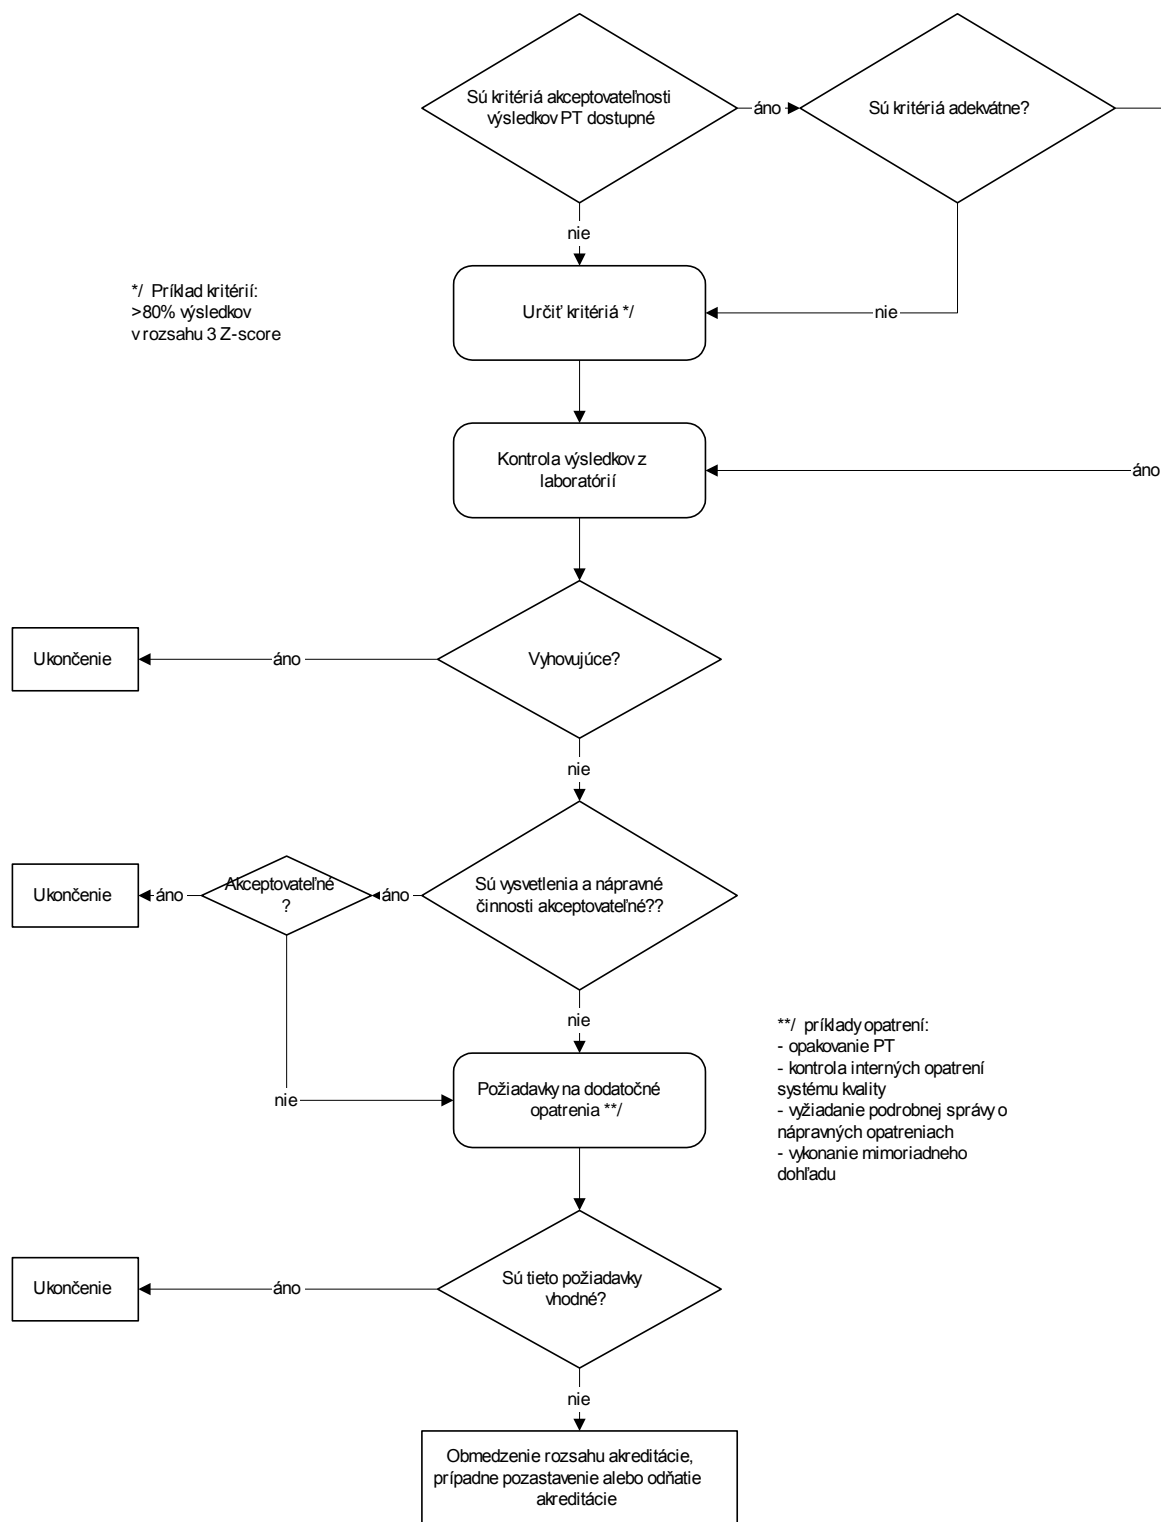 Sú kritériá akceptovateľnosti
výsledkov PT dostupné
áno
Sú kritériá adekvátne?
nie
*/ Príklad kritérií:
>80% výsledkov
v rozsahu 3 Z-score
Určiť kritériá */
nie
Kontrola výsledkov z
laboratórií
áno
Ukončenie
áno
Vyhovujúce?
nie
Ukončenie
áno
Akceptovateľné
?
áno
Sú vysvetlenia a nápravné
činnosti akceptovateľné??
nie
nie
Požiadavky na dodatočné
opatrenia **/
**/ príklady opatrení:
- opakovanie PT
- kontrola interných opatrení
systému kvality
- vyžiadanie podrobnej správy o
nápravných opatreniach
- vykonanie mimoriadneho
dohľadu
Ukončenie
áno
Sú tieto požiadavky
vhodné?
nie
Obmedzenie rozsahu akreditácie,
prípadne pozastavenie alebo odňatie
akreditácie